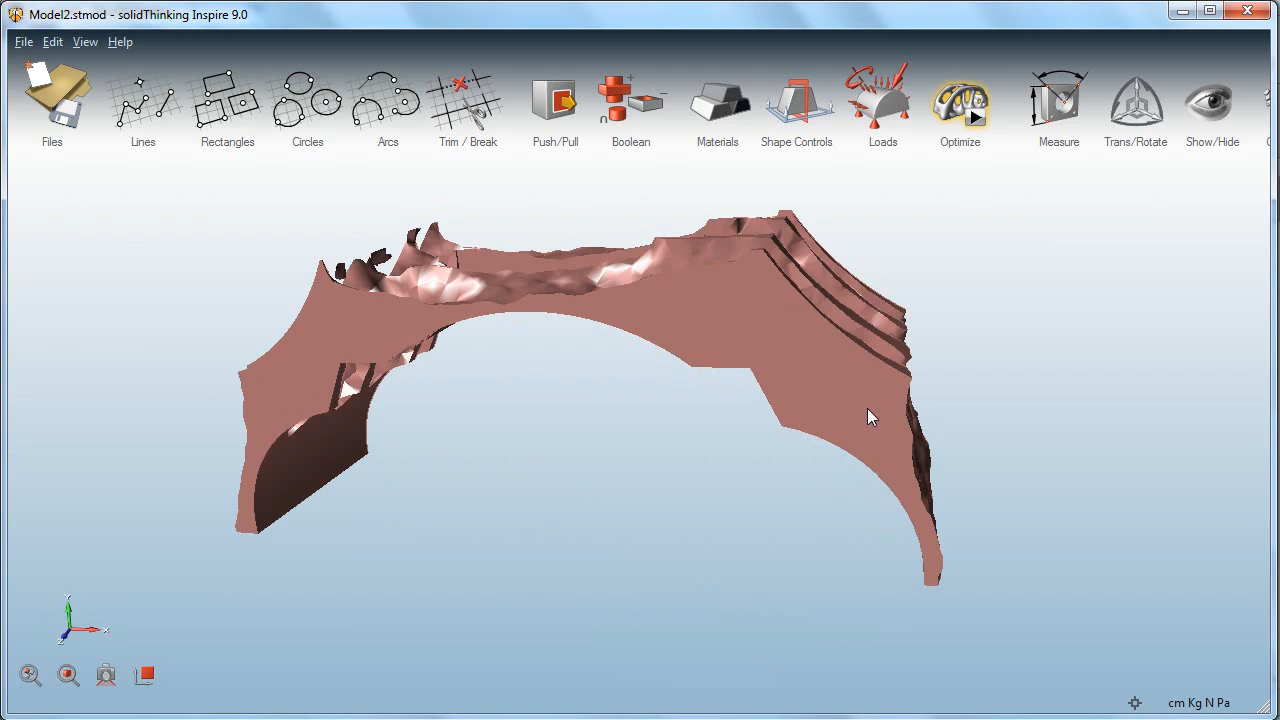 Model2.stmod - solidThinking Inspire 9.0
File Edit View Help
Files Lines Rectangles Circles Arcs Trim / Break Push/Pull Boolean Materials Shape Controls Loads Optimize Measure Trans/Rotate Show/Hide
Y
X
Z
cm Kg N Pa